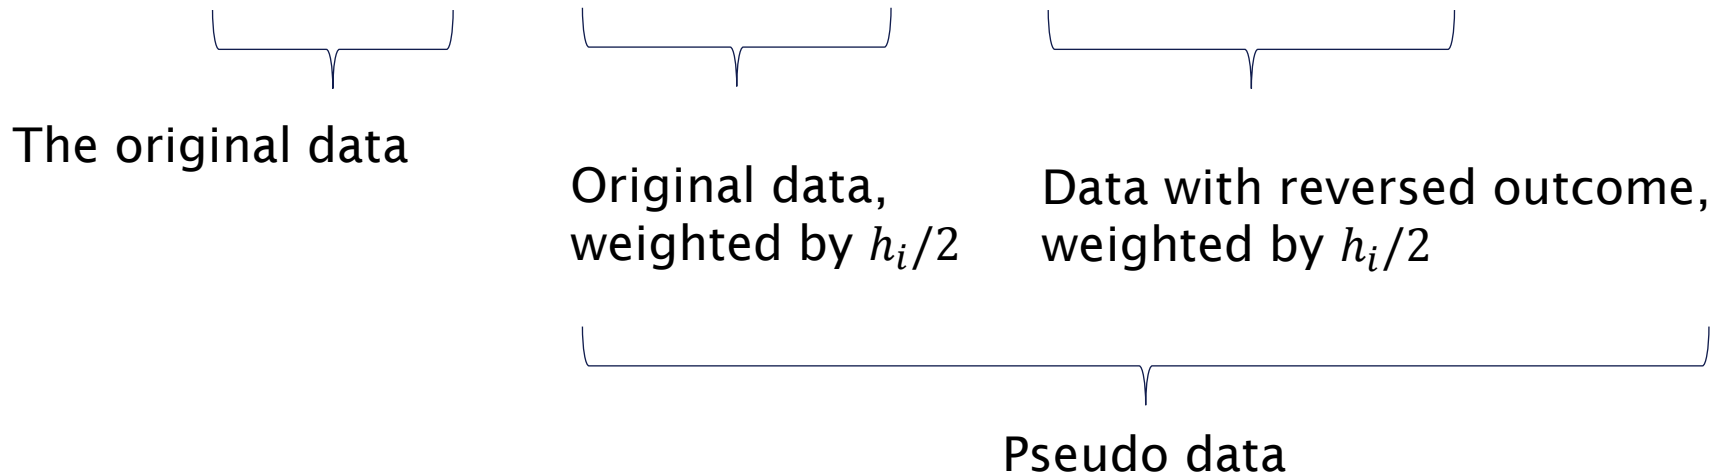 The original data
Original data,
weighted by hᵢ/2
Data with reversed outcome,
weighted by hᵢ/2
Pseudo data